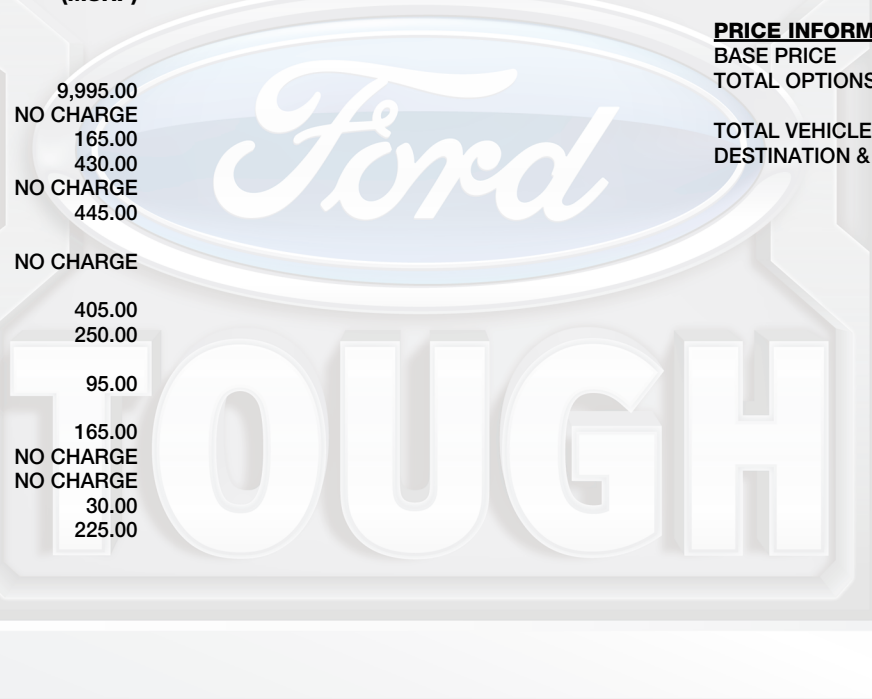 (MSRP)
9,995.00
NO CHARGE
165.00
430.00
NO CHARGE
445.00
NO CHARGE
405.00
250.00
95.00
165.00
NO CHARGE
NO CHARGE
30.00
225.00
PRICE INFORM
BASE PRICE
TOTAL OPTIONS
TOTAL VEHICLE
DESTINATION &
Ford
TOUGH